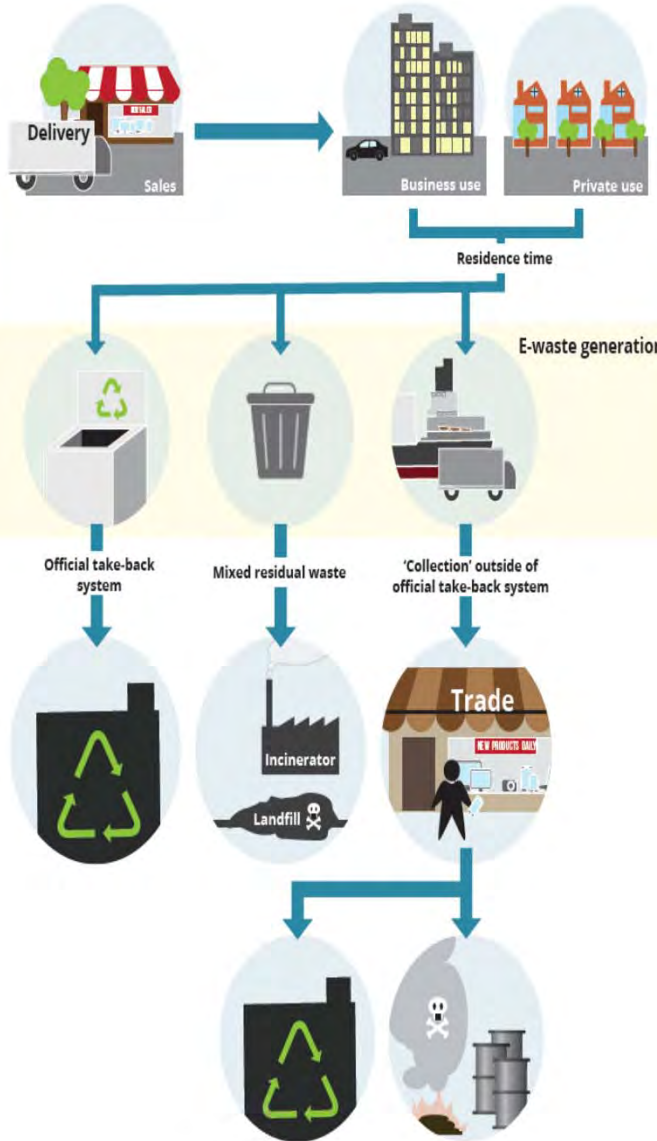 Delivery
Sales
Business use
Private use
Residence time
E-waste generation
Official take-back
system
Mixed residual waste
‘Collection’ outside of
official take-back system
Incinerator
Landfill
Trade
NEW PRODUCTS DAILY